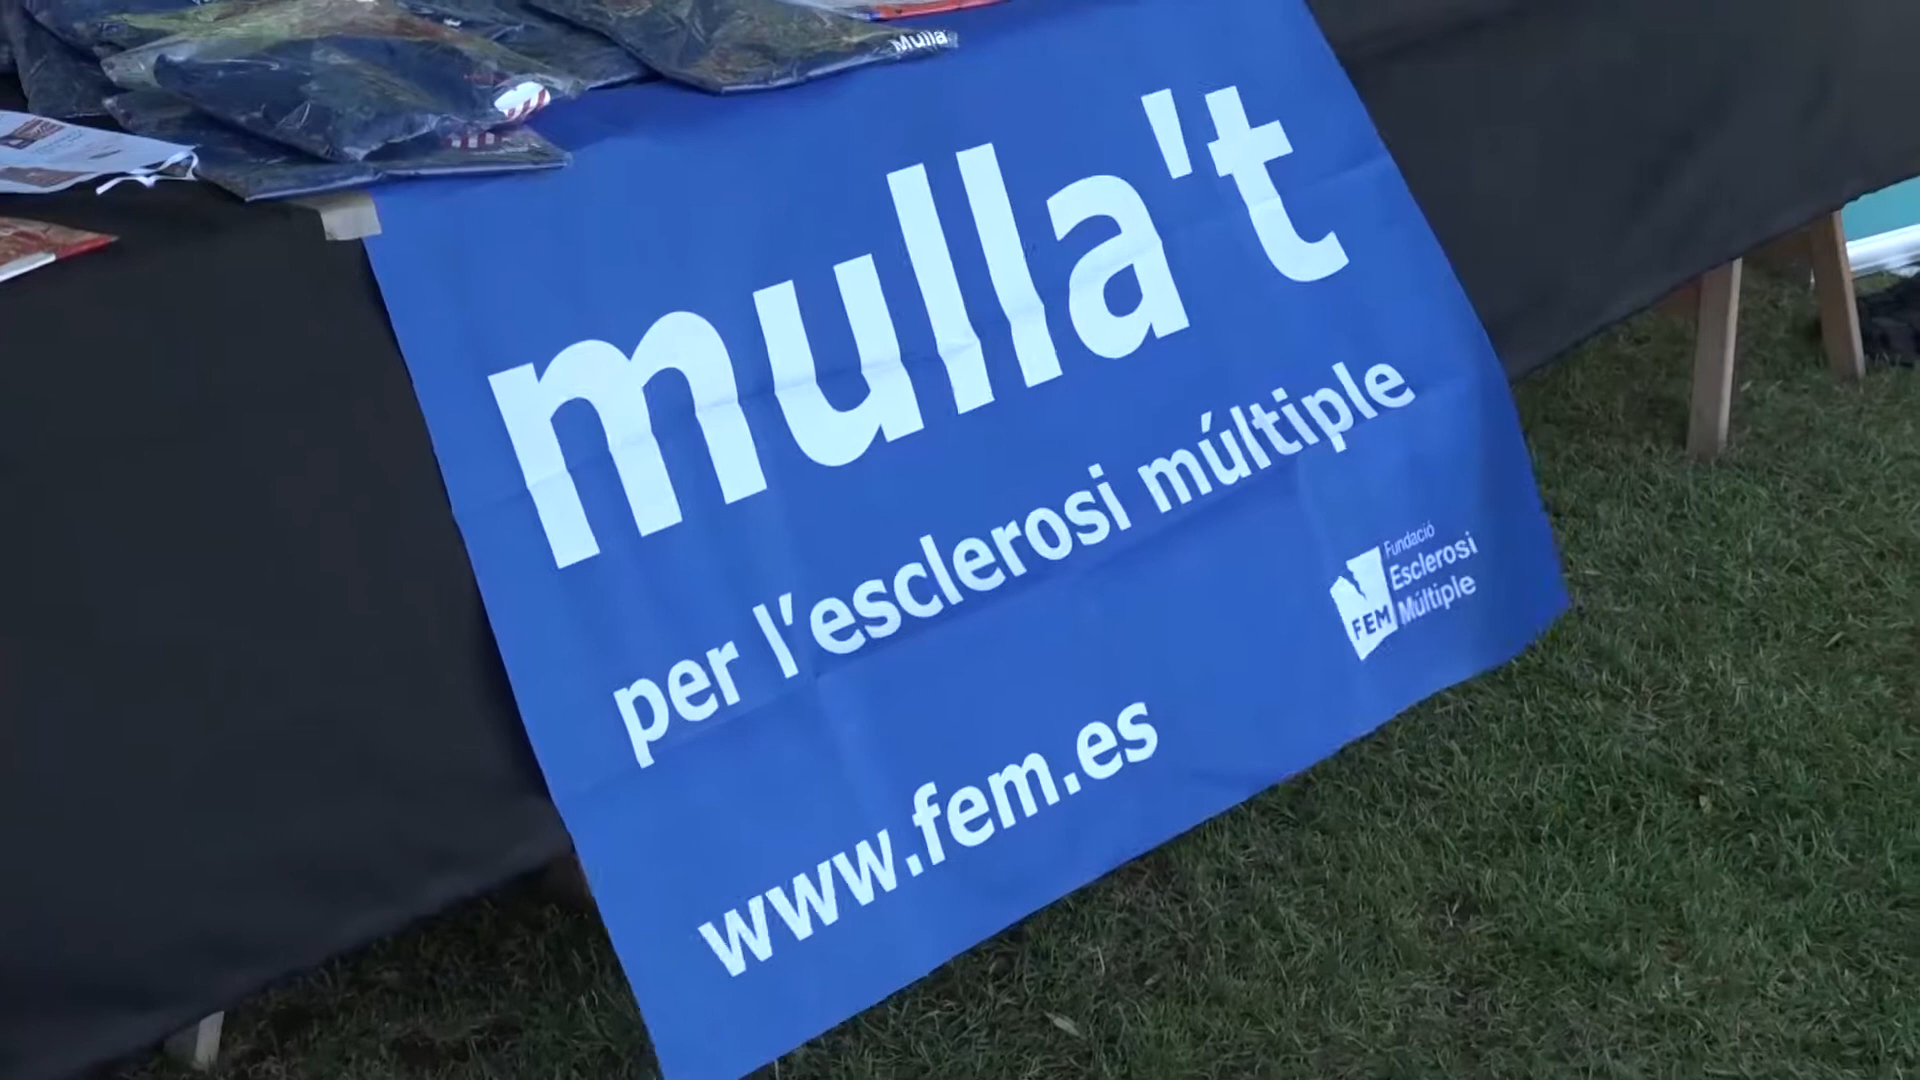 Mulla
mulla't
per l'esclerosi múltiple
Fundació
Esclerosi
Múltiple
FEM
www.fem.es